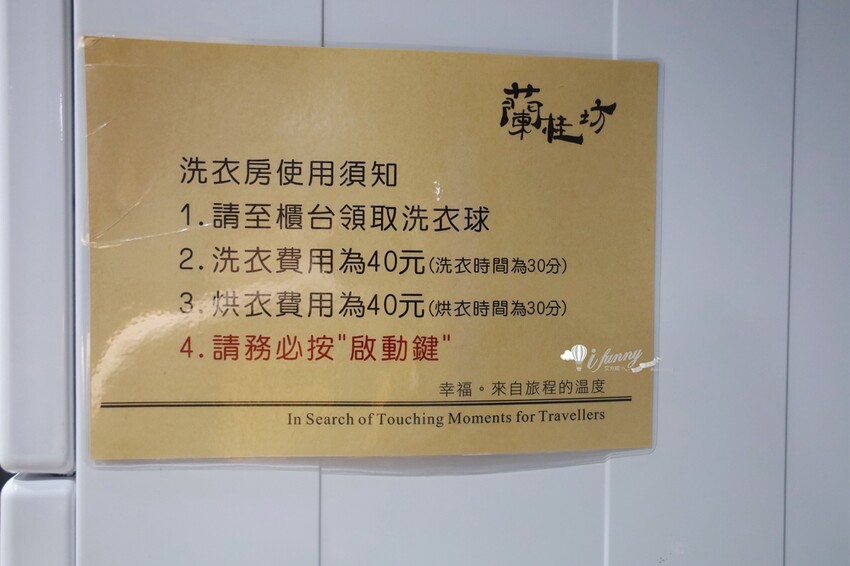 蘭桂坊
洗衣房使用須知
1.請至櫃台領取洗衣球
2.洗衣費用為40元(洗衣時間為30分)
3.烘衣費用為40元(烘衣時間為30分)
4.請務必按"啟動鍵"
i funny
幸福。來自旅程的溫度
In Search of Touching Moments for Travellers